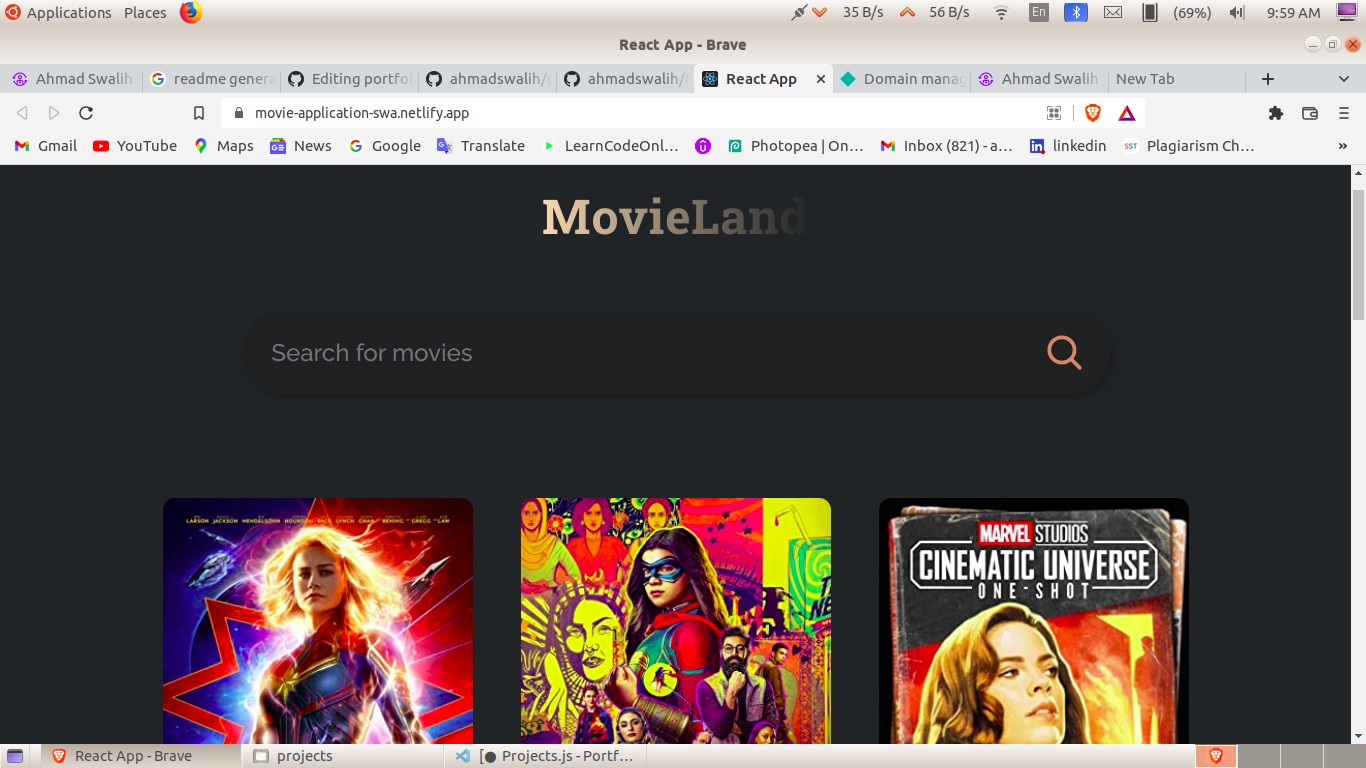 Applications Places 35 B/s 56 B/s En (69%) 9:59 AM
React App - Brave
Ahmad Swalih readme genera Editing portfol ahmadswalih/p ahmadswalih/ React App Domain manag Ahmad Swalih New Tab
movie-application-swa.netlify.app
Gmail YouTube Maps News Google Translate LearnCodeOnl... Photopea | On... Inbox (821) - a... linkedin SST Plagiarism Ch...
MovieLand
Search for movies
LARSON JACKSON MENDELSOHN HOUNSOU PACE LYNCH CHAN BENING GREGG LAW
MARVEL STUDIOS
CINEMATIC UNIVERSE
ONE-SHOT
React App - Brave projects [● Projects.js - Portf...